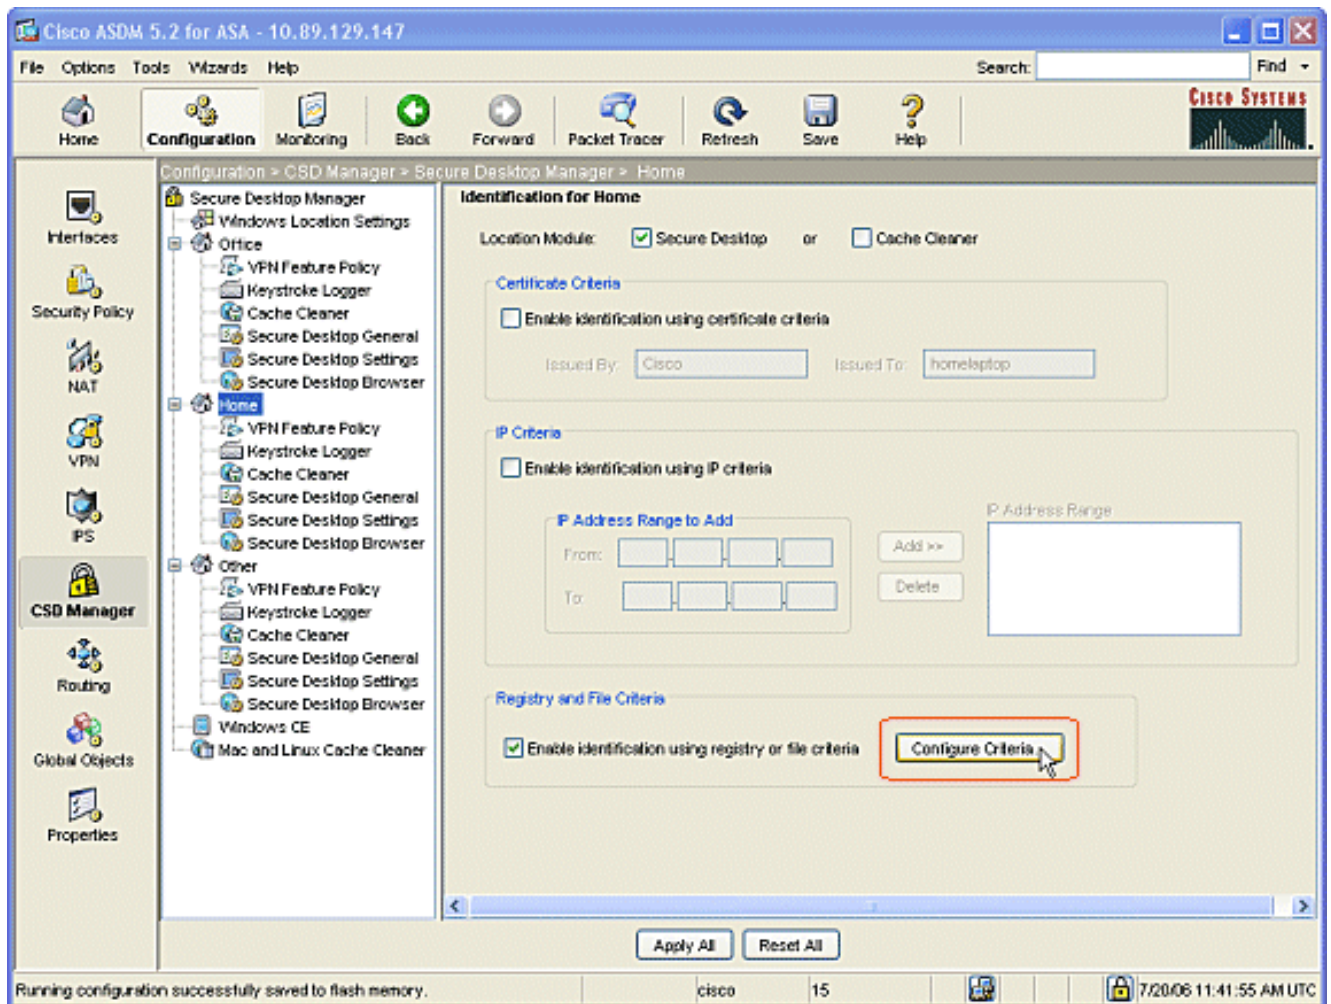 Cisco ASDM 5.2 for ASA - 10.89.129.147
File Options Tools Wizards Help Search: Find
Home Configuration Monitoring Back Forward Packet Tracer Refresh Save Help
CISCO SYSTEMS
Interfaces
Security Policy
NAT
VPN
IPS
CSD Manager
Routing
Global Objects
Properties
Configuration > CSD Manager > Secure Desktop Manager > Home
Secure Desktop Manager
Windows Location Settings
Office
VPN Feature Policy
Keystroke Logger
Cache Cleaner
Secure Desktop General
Secure Desktop Settings
Secure Desktop Browser
Home
VPN Feature Policy
Keystroke Logger
Cache Cleaner
Secure Desktop General
Secure Desktop Settings
Secure Desktop Browser
Other
VPN Feature Policy
Keystroke Logger
Cache Cleaner
Secure Desktop General
Secure Desktop Settings
Secure Desktop Browser
Windows CE
Mac and Linux Cache Cleaner
Identification for Home
Location Module: Secure Desktop or Cache Cleaner
Certificate Criteria
Enable identification using certificate criteria
Issued By: Cisco Issued To: homelaptop
IP Criteria
Enable identification using IP criteria
IP Address Range to Add
From:
To:
Add >>
Delete
IP Address Range
Registry and File Criteria
Enable identification using registry or file criteria Configure Criteria...
Apply All Reset All
Running configuration successfully saved to flash memory. cisco 15 7/20/06 11:41:55 AM UTC